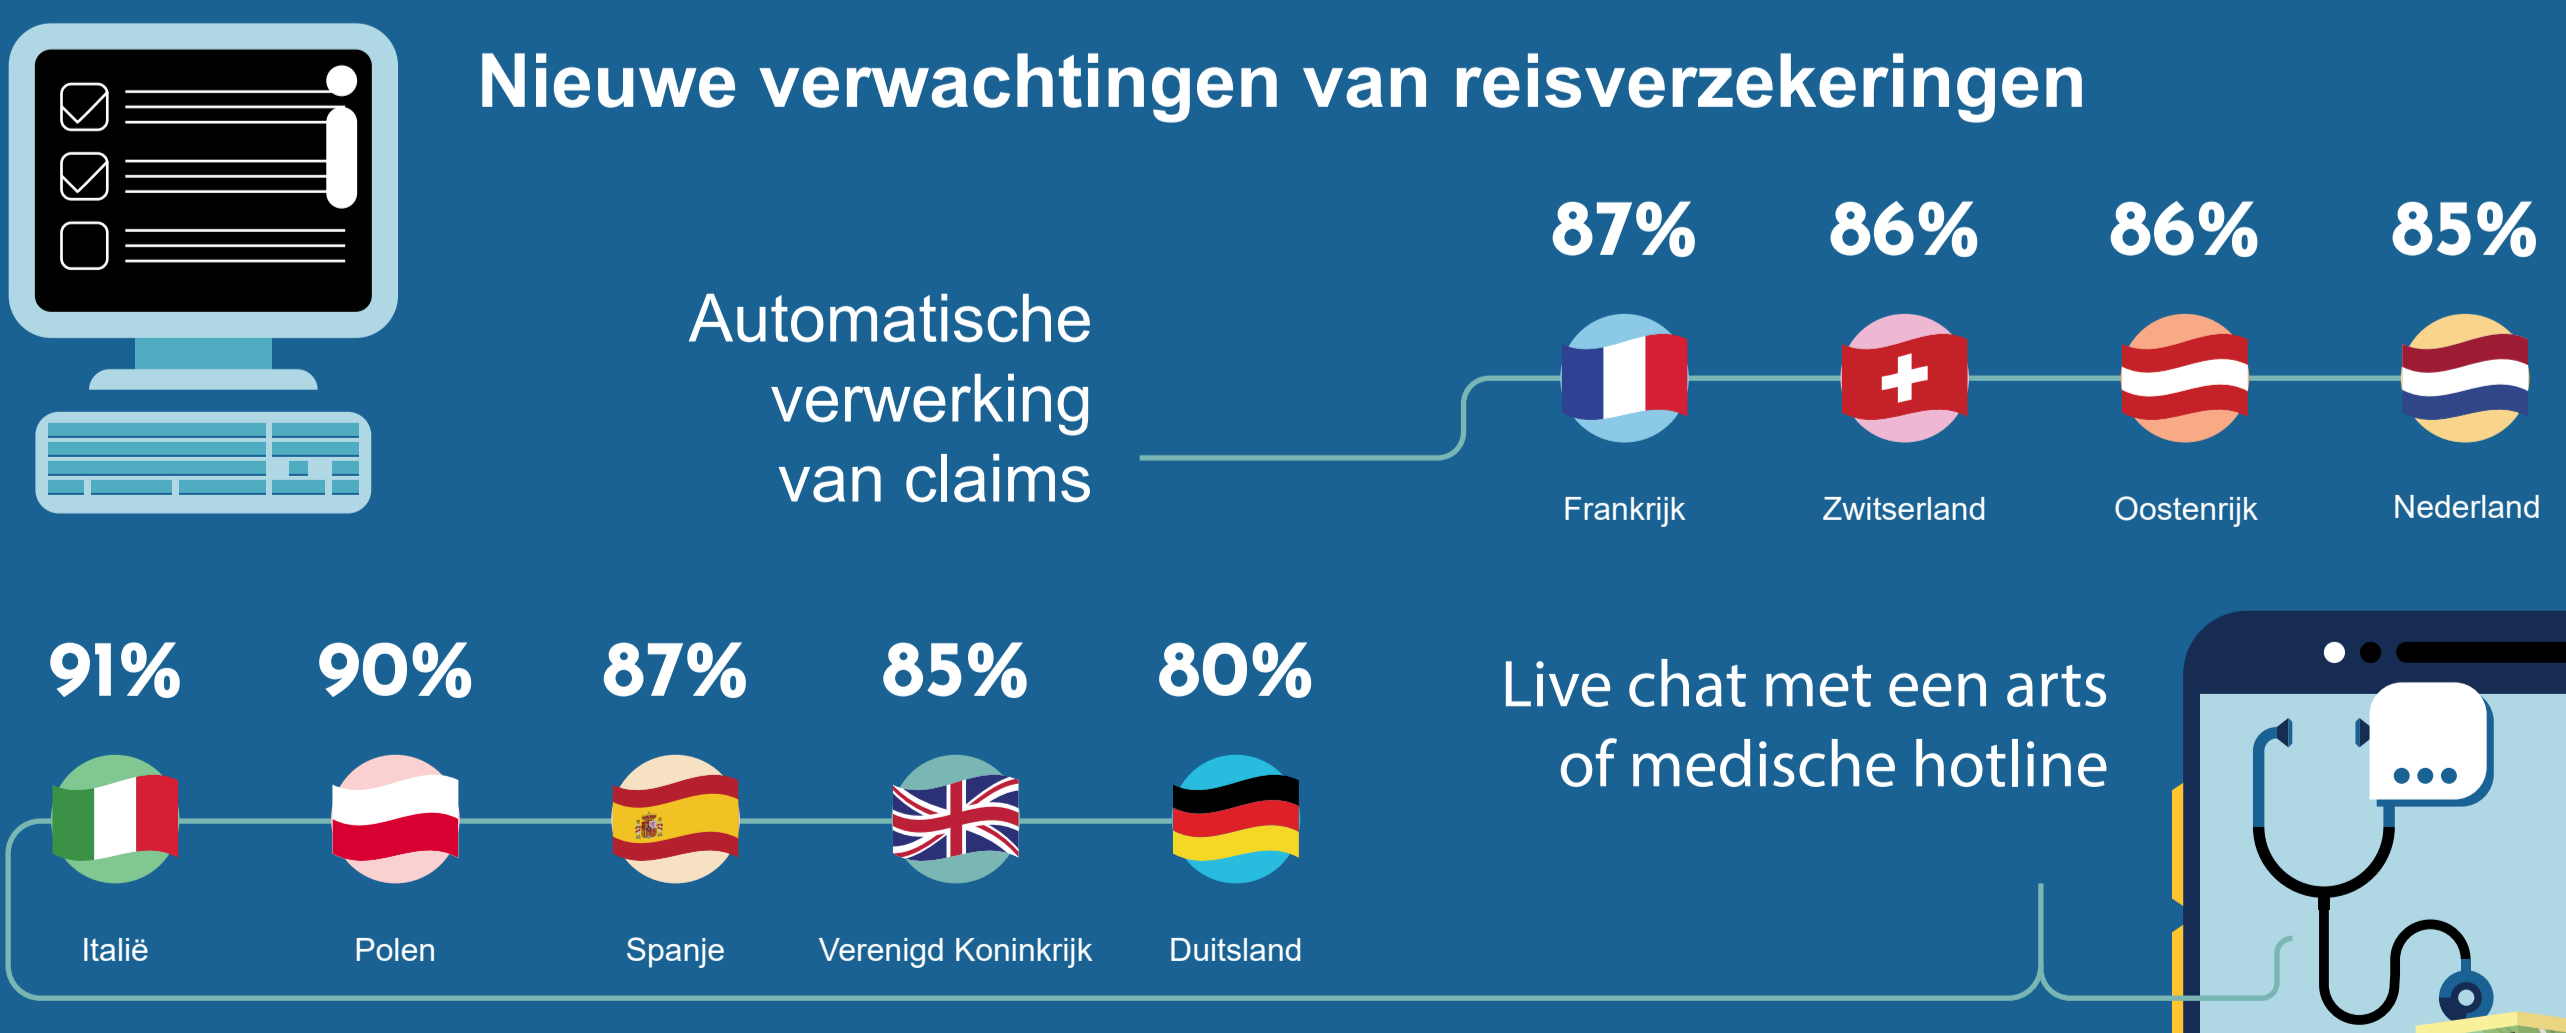 Nieuwe verwachtingen van reisverzekeringen
Automatische
verwerking
van claims
87% 86% 86% 85%
Frankrijk Zwitserland Oostenrijk Nederland
91% 90% 87% 85% 80%
Italië Polen Spanje Verenigd Koninkrijk Duitsland
Live chat met een arts
of medische hotline